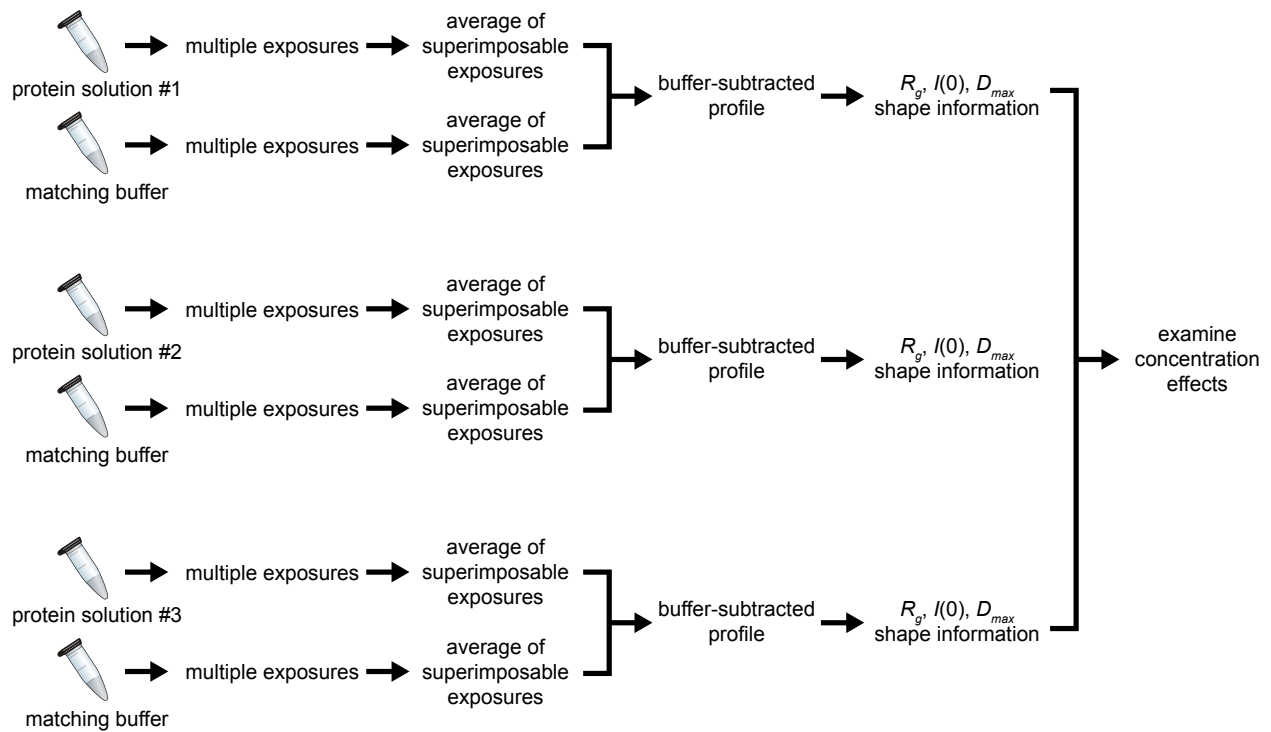 multiple exposures
average of
superimposable
exposures
protein solution #1
buffer-subtracted
profile
Rg, I(0), Dmax
shape information
multiple exposures
average of
superimposable
exposures
matching buffer
multiple exposures
average of
superimposable
exposures
protein solution #2
buffer-subtracted
profile
Rg, I(0), Dmax
shape information
examine
concentration
effects
multiple exposures
average of
superimposable
exposures
matching buffer
multiple exposures
average of
superimposable
exposures
protein solution #3
buffer-subtracted
profile
Rg, I(0), Dmax
shape information
multiple exposures
average of
superimposable
exposures
matching buffer